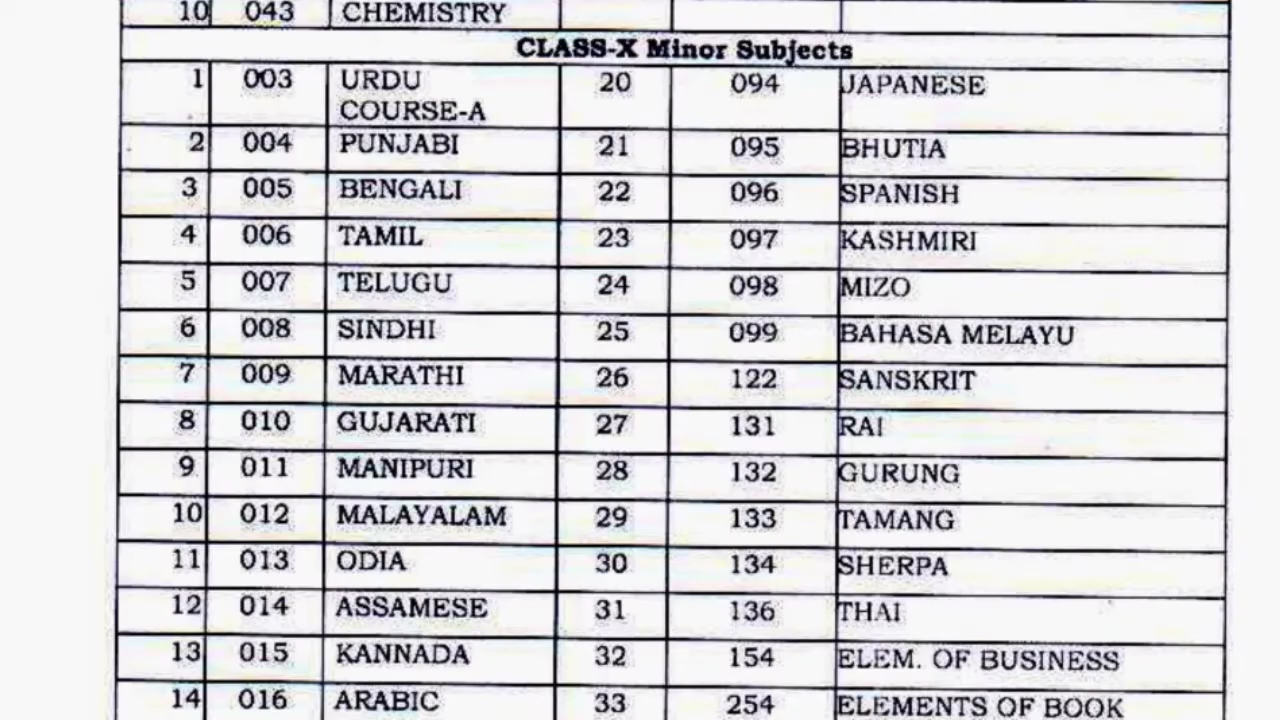 10 043 CHEMISTRY
CLASS-X Minor Subjects
1 003 URDU 20 094 JAPANESE
COURSE-A
2 004 PUNJABI 21 095 BHUTIA
3 005 BENGALI 22 096 SPANISH
4 006 TAMIL 23 097 KASHMIRI
5 007 TELUGU 24 098 MIZO
6 008 SINDHI 25 099 BAHASA MELAYU
7 009 MARATHI 26 122 SANSKRIT
8 010 GUJARATI 27 131 RAI
9 011 MANIPURI 28 132 GURUNG
10 012 MALAYALAM 29 133 TAMANG
11 013 ODIA 30 134 SHERPA
12 014 ASSAMESE 31 136 THAI
13 015 KANNADA 32 154 ELEM. OF BUSINESS
14 016 ARABIC 33 254 ELEMENTS OF BOOK